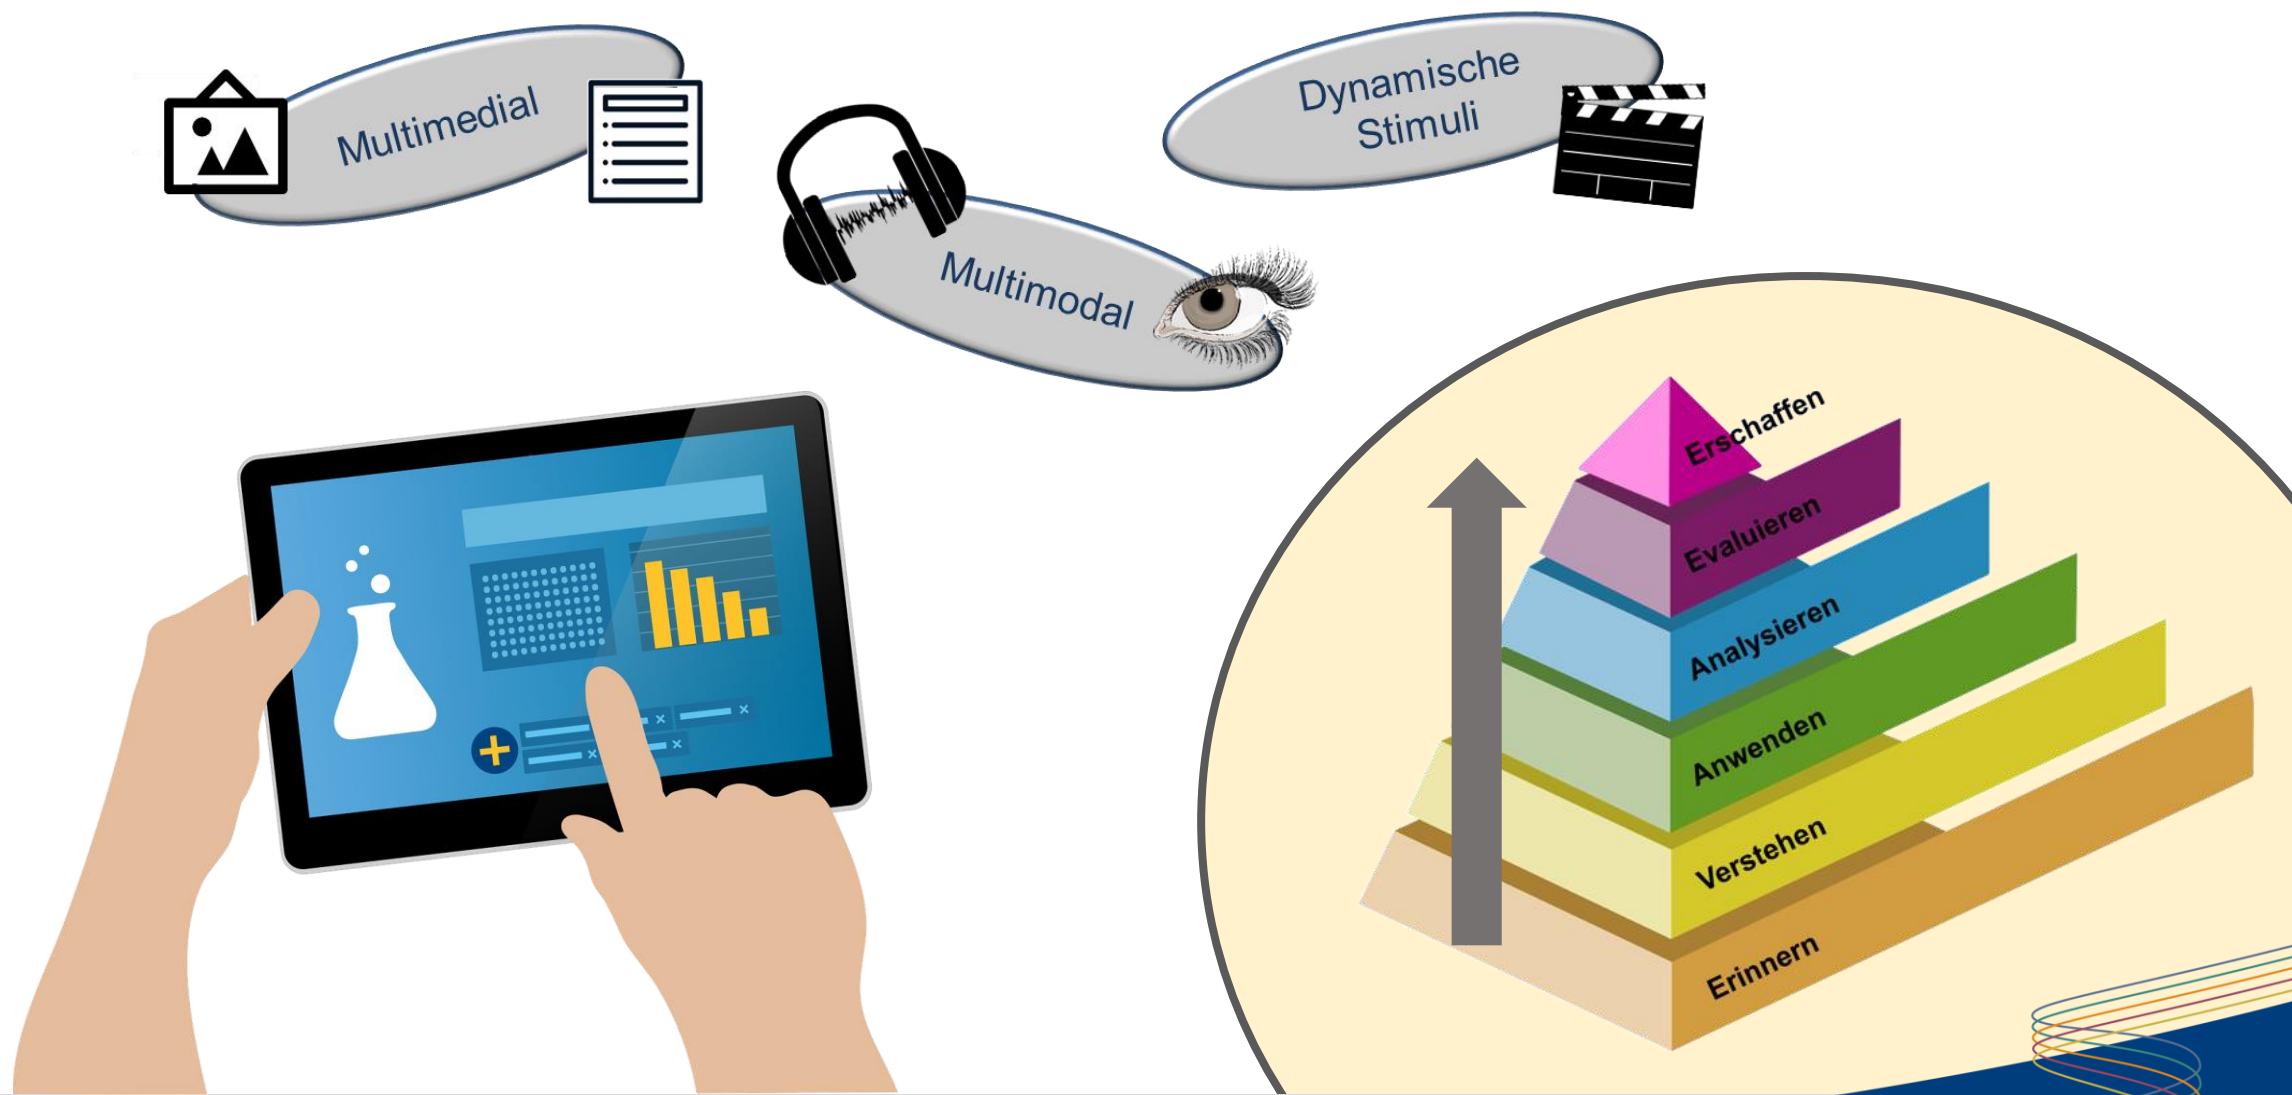 Multimedial
Dynamische
Stimuli
Multimodal
Erschaffen
Evaluieren
Analysieren
Anwenden
Verstehen
Erinnern